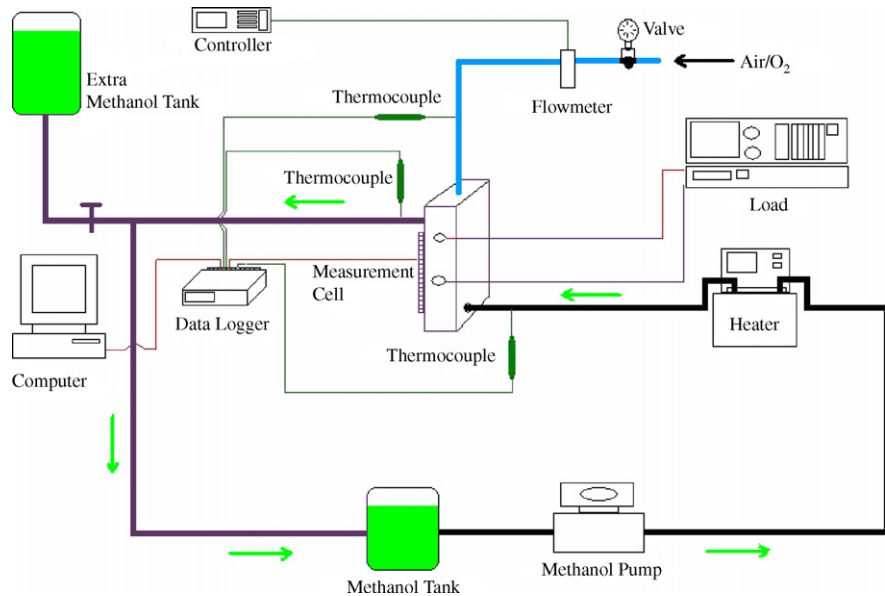 Controller
Valve
Air/O₂
Extra
Methanol Tank
Thermocouple
Flowmeter
Thermocouple
Load
Measurement
Cell
Data Logger
Heater
Thermocouple
Computer
Methanol Tank
Methanol Pump